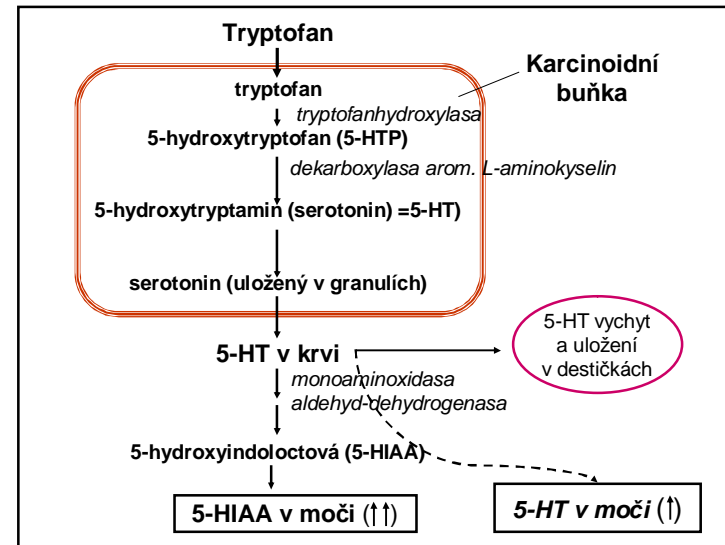 Tryptofan
Karcinoidní
buňka
tryptofan
tryptofanhydroxylasa
5-hydroxytryptofan (5-HTP)
dekarboxylasa arom. L-aminokyselin
5-hydroxytryptamin (serotonin) =5-HT)
serotonin (uložený v granulích)
5-HT v krvi
5-HT vychyt
a uložení
v destičkách
monoaminoxidasa
aldehyd-dehydrogenasa
5-hydroxyindoloctová (5-HIAA)
5-HIAA v moči (↑↑)
5-HT v moči (↑)